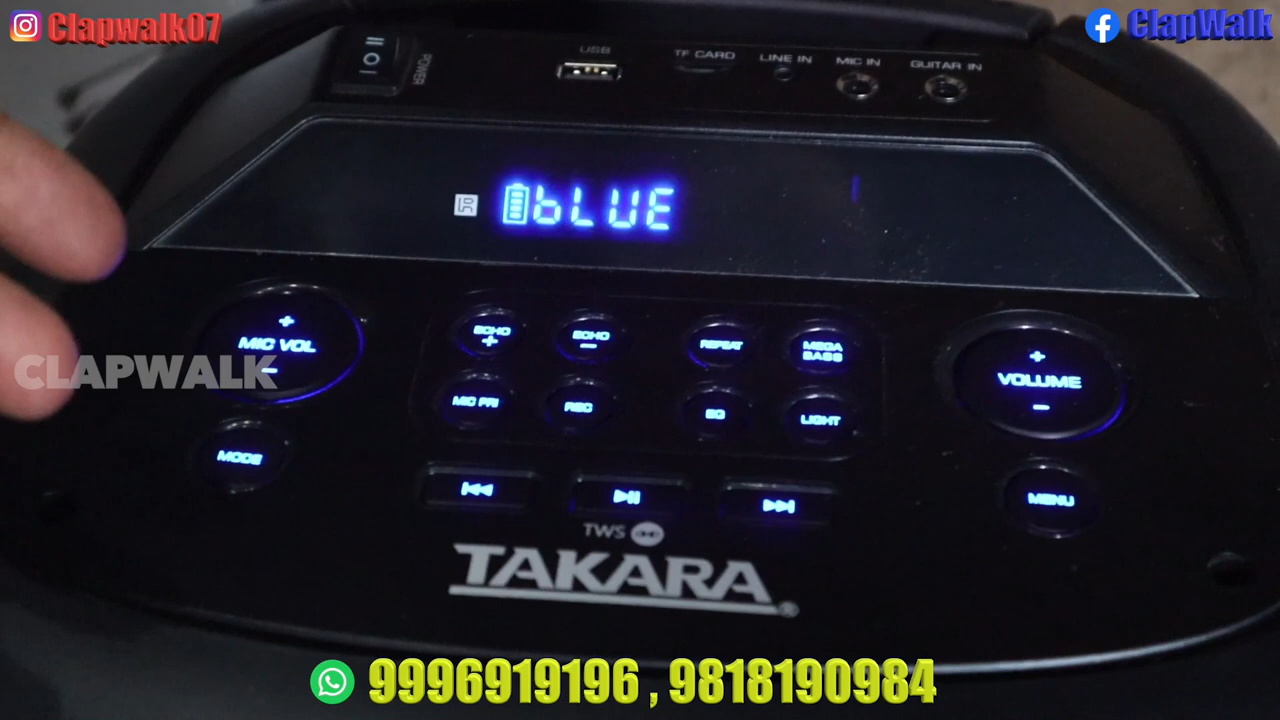 Clapwalk07
ClapWalk
POWER
USB
TF CARD
LINE IN
MIC IN
GUITAR IN
bLUE
+
MIC VOL
-
ECHO
+
ECHO
-
REPEAT
MEGA
BASS
+
VOLUME
-
CLAPWALK
MIC PRI
REC
EQ
LIGHT
MODE
MENU
TWS
TAKARA®
9996919196 , 9818190984